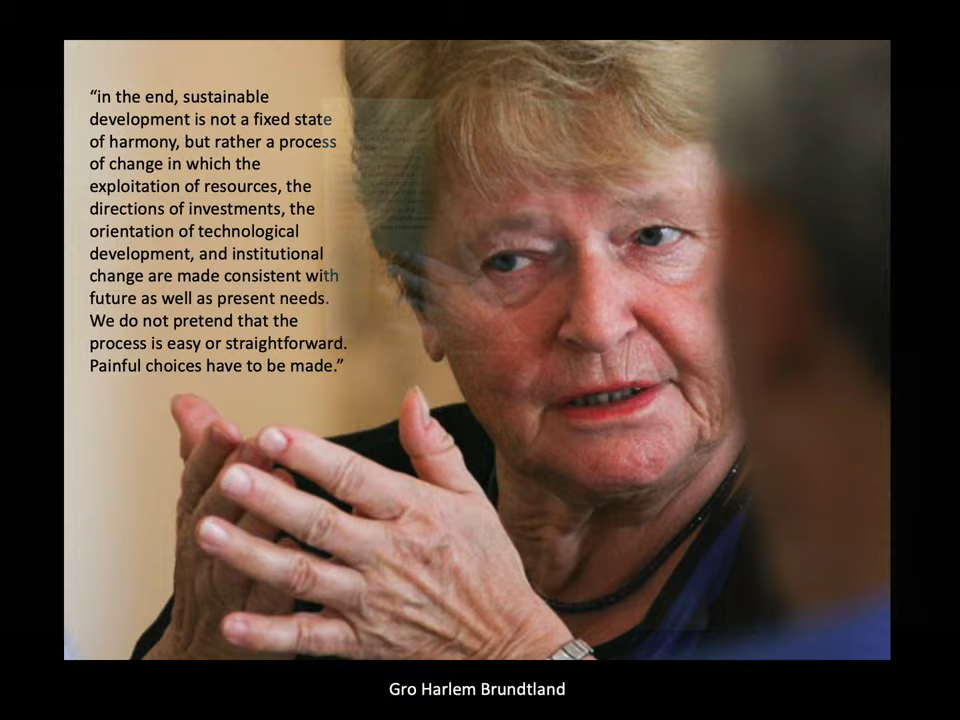 “in the end, sustainable
development is not a fixed state
of harmony, but rather a process
of change in which the
exploitation of resources, the
directions of investments, the
orientation of technological
development, and institutional
change are made consistent with
future as well as present needs.
We do not pretend that the
process is easy or straightforward.
Painful choices have to be made.”
Gro Harlem Brundtland